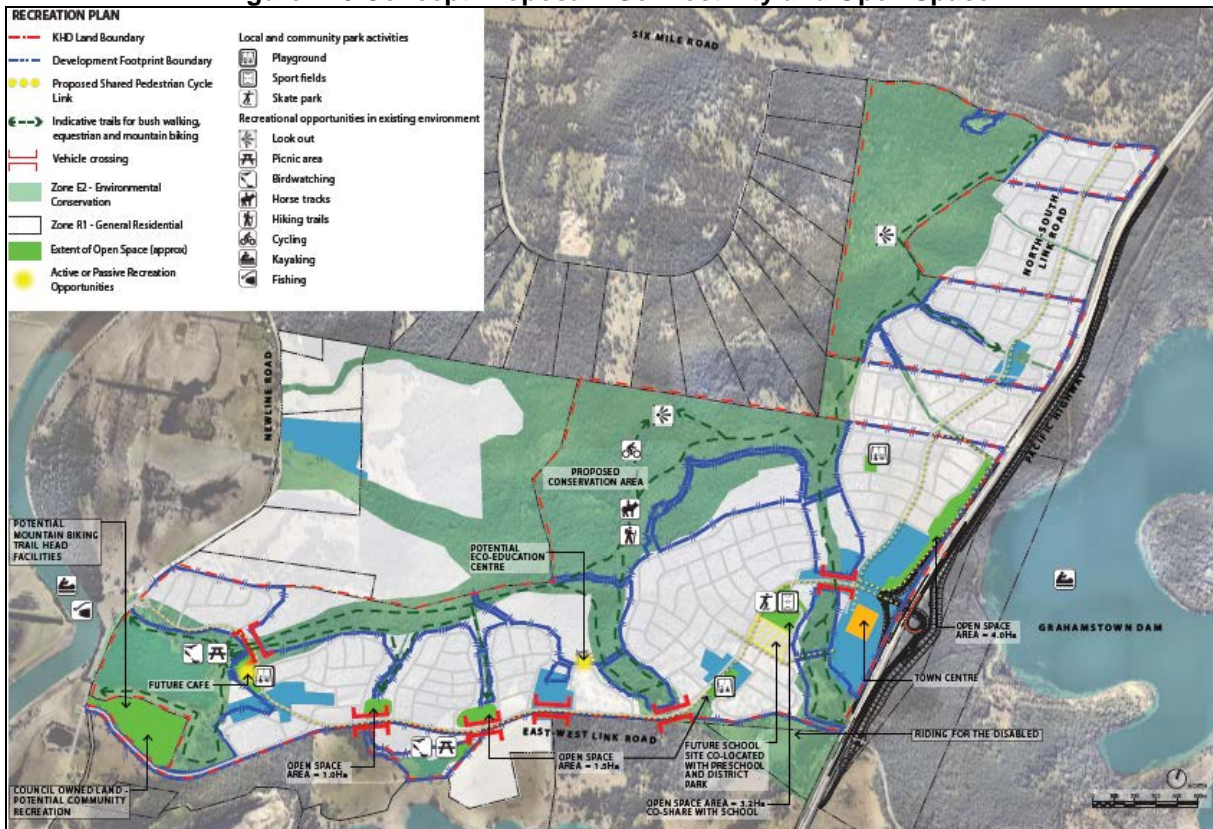 RECREATION PLAN
KHD Land Boundary
Development Footprint Boundary
Proposed Shared Pedestrian Cycle
Link
Indicative trails for bush walking,
equestrian and mountain biking
Vehicle crossing
Zone E2 - Environmental
Conservation
Zone R1 - General Residential
Extent of Open Space (approx)
Active or Passive Recreation
Opportunities
Local and community park activities
Playground
Sport fields
Skate park
Recreational opportunities in existing environment
Look out
Picnic area
Birdwatching
Horse tracks
Hiking trails
Cycling
Kayaking
Fishing
SIX MILE ROAD
NORTH-SOUTH
LINK ROAD
PACIFIC HIGHWAY
NEWLINE ROAD
PROPOSED
CONSERVATION AREA
POTENTIAL
MOUNTAIN BIKING
TRAIL HEAD
FACILITIES
POTENTIAL
ECO-EDUCATION
CENTRE
GRAHAMSTOWN DAM
OPEN SPACE
AREA = 4.0Ha
TOWN CENTRE
FUTURE CAFE
EAST-WEST LINK ROAD
RIDING FOR THE DISABLED
OPEN SPACE
AREA = 1.0Ha
OPEN SPACE
AREA = 1.5Ha
FUTURE SCHOOL
SITE CO-LOCATED
WITH PRESCHOOL
AND DISTRICT
PARK
OPEN SPACE AREA = 3.2Ha
CO-SHARE WITH SCHOOL
COUNCIL OWNED LAND -
POTENTIAL COMMUNITY
RECREATION